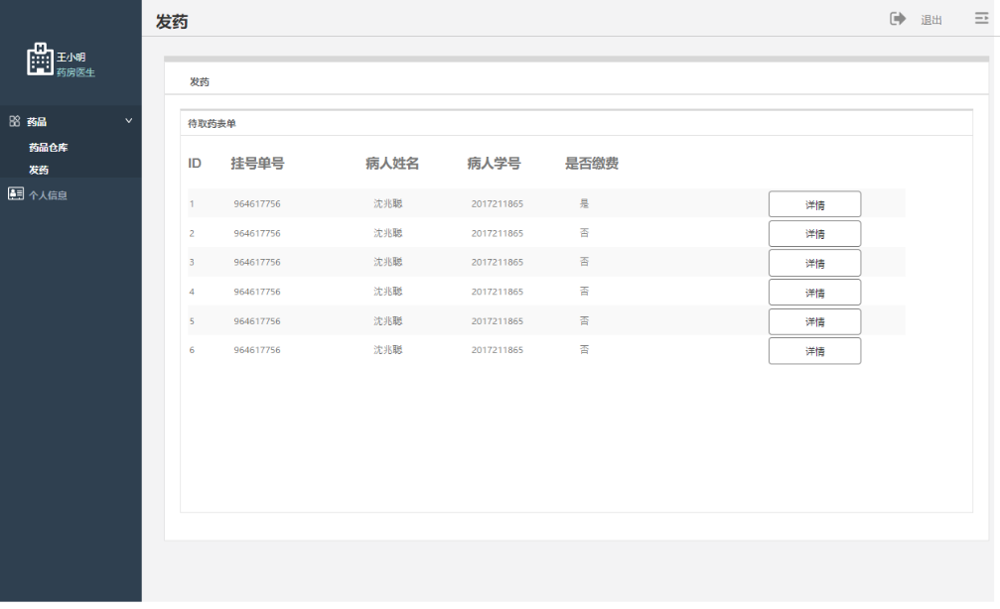 发药
退出
王小明
药房医生
药品
药品仓库
发药
个人信息
发药
待取药表单
ID 挂号单号 病人姓名 病人学号 是否缴费
1 964617756 沈兆聪 2017211865 是 详情
2 964617756 沈兆聪 2017211865 否 详情
3 964617756 沈兆聪 2017211865 否 详情
4 964617756 沈兆聪 2017211865 否 详情
5 964617756 沈兆聪 2017211865 否 详情
6 964617756 沈兆聪 2017211865 否 详情